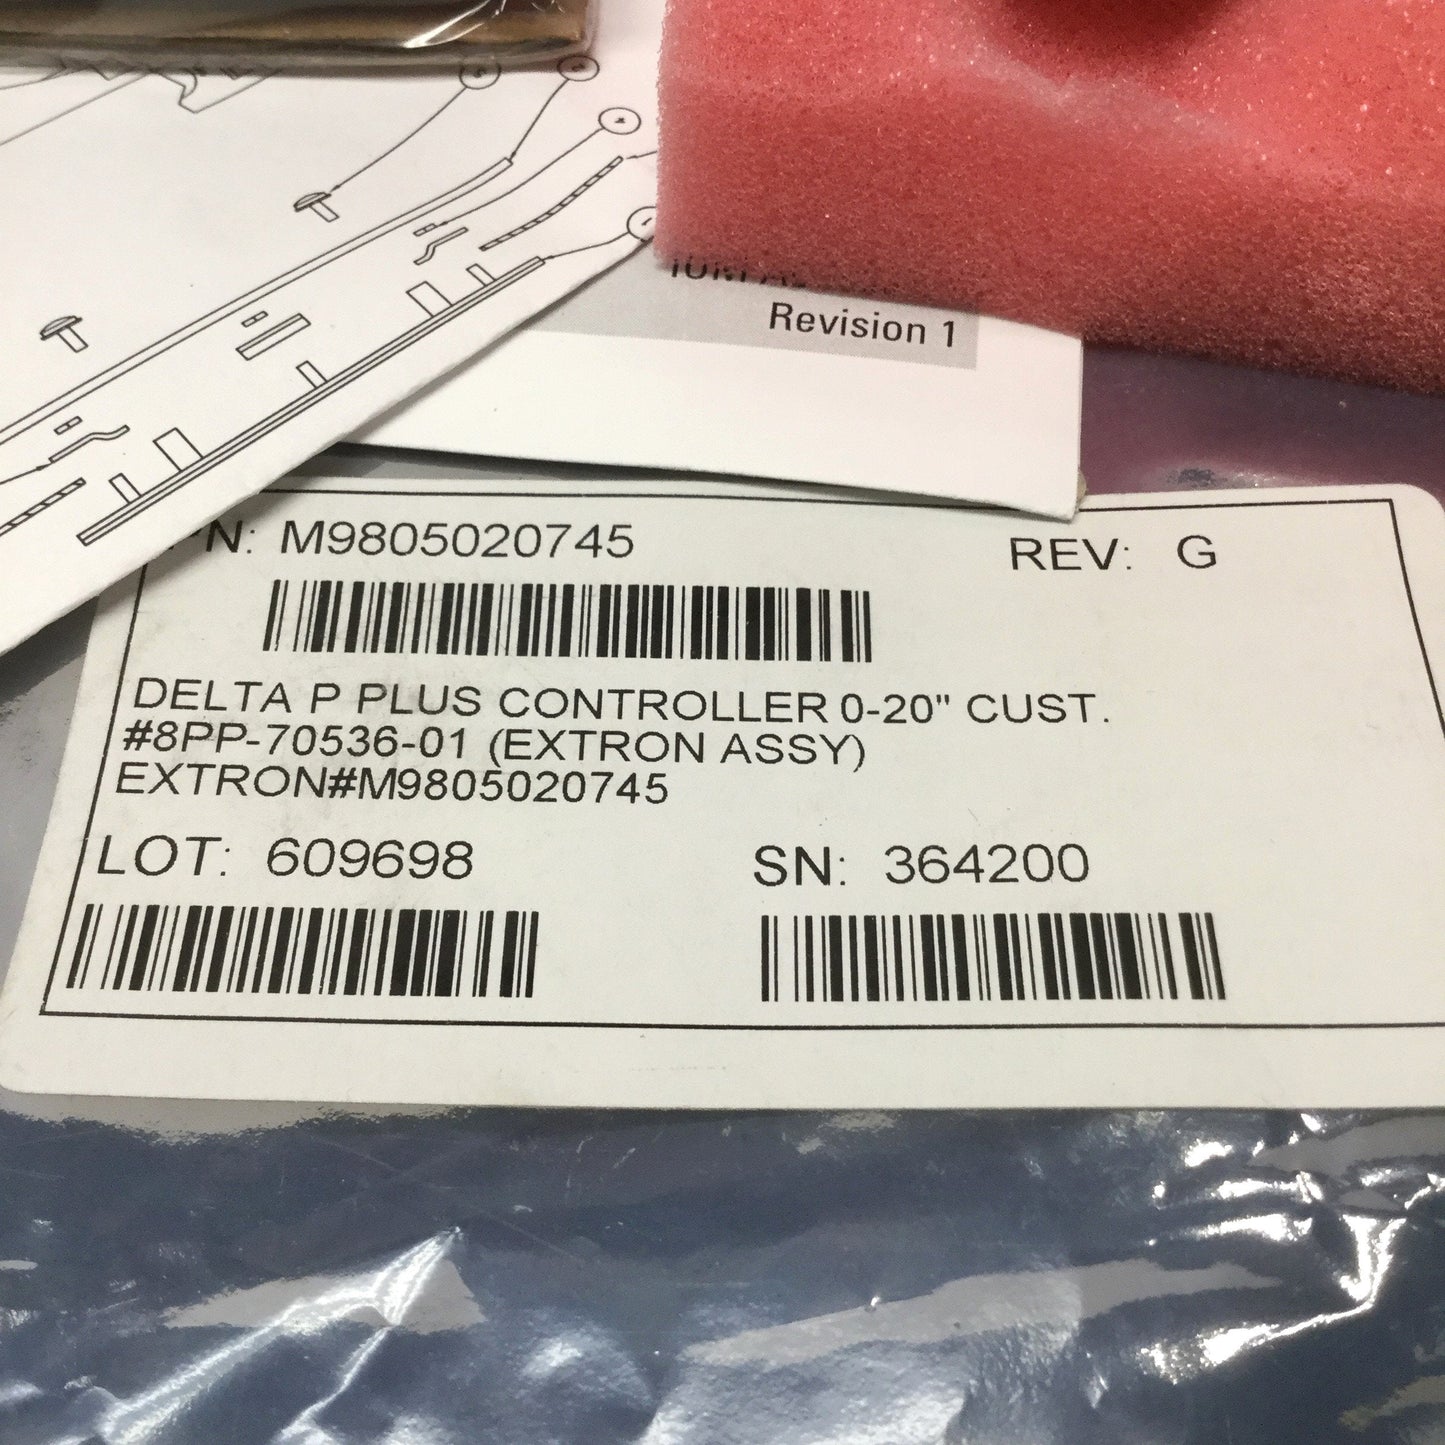 Revision 1
N: M9805020745
REV: G
DELTA P PLUS CONTROLLER 0-20" CUST.
#8PP-70536-01 (EXTRON ASSY)
EXTRON#M9805020745
LOT: 609698
SN: 364200